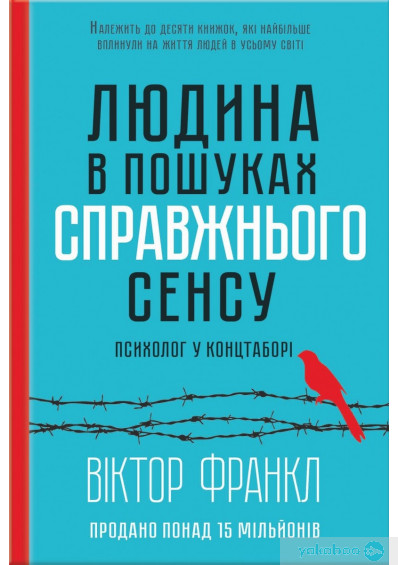 Належить до десяти книжок, які найбільше
вплинули на життя людей в усьому світі
ЛЮДИНА
В ПОШУКАХ
СПРАВЖНЬОГО
СЕНСУ
ПСИХОЛОГ У КОНЦТАБОРІ
ВІКТОР ФРАНКЛ
ПРОДАНО ПОНАД 15 МІЛЬЙОНІВ
yakaboo